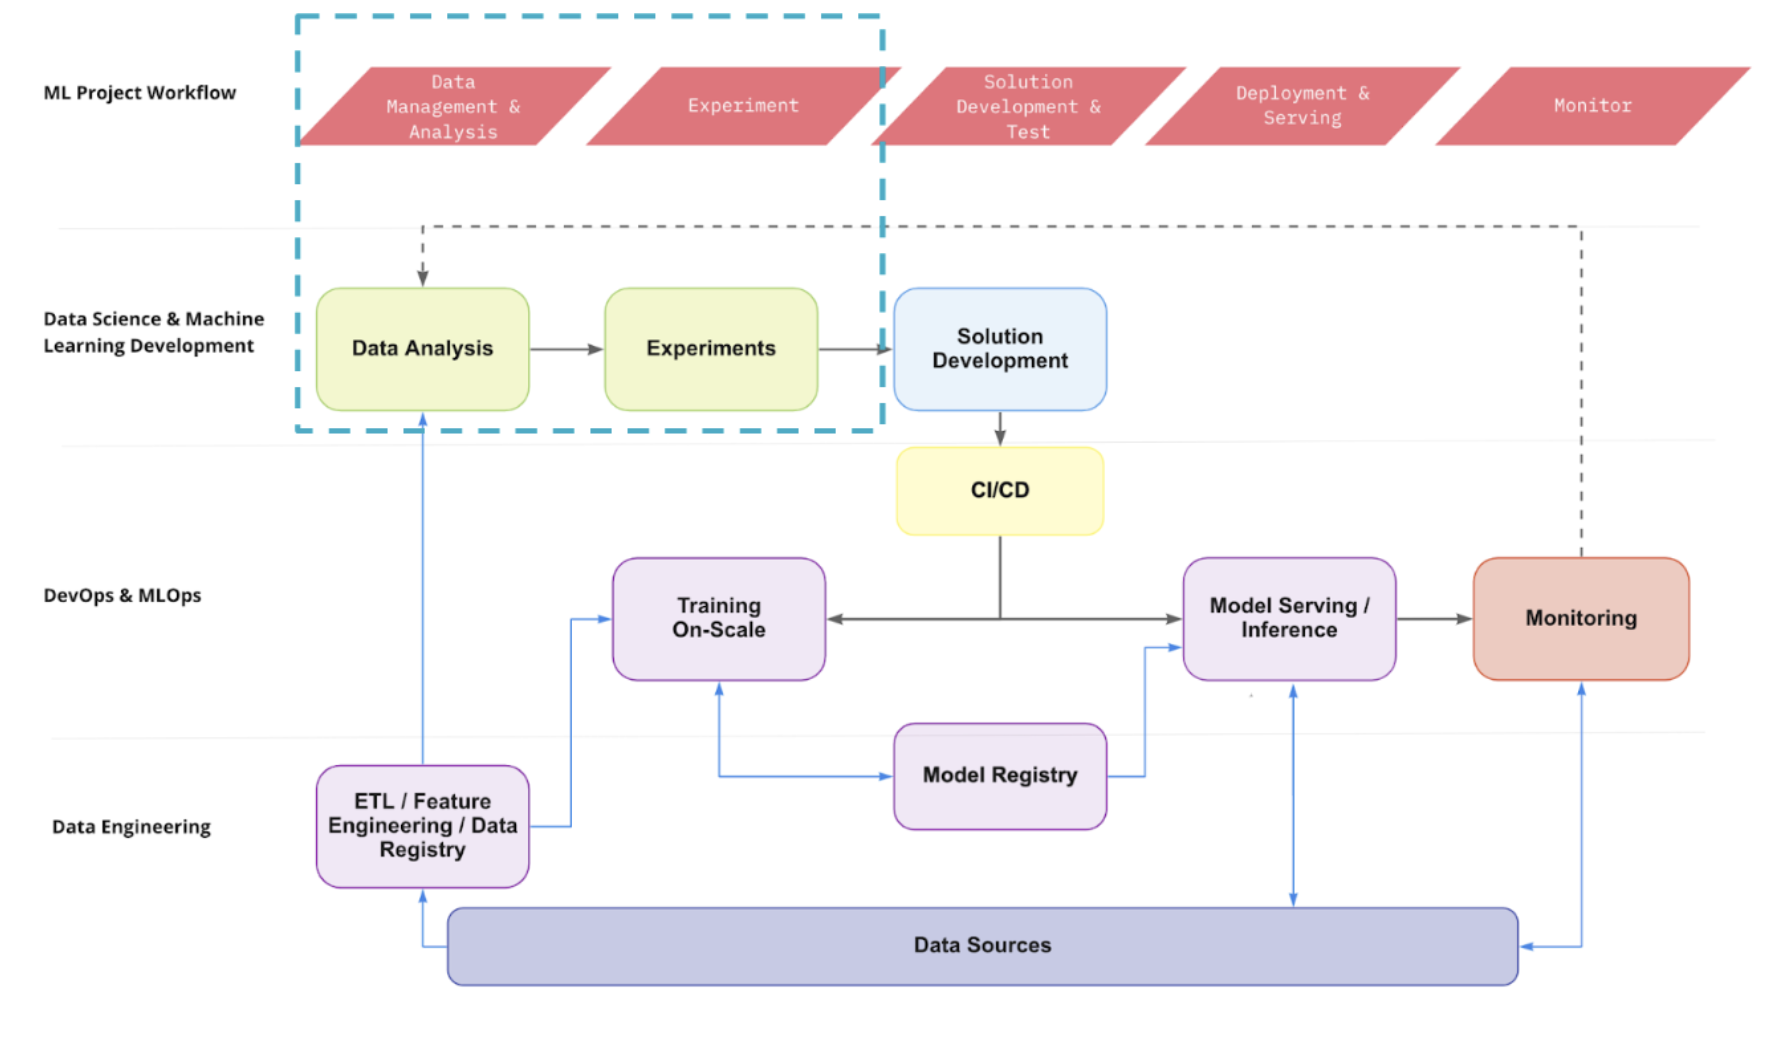 ML Project Workflow
Data
Management &
Analysis
Experiment
Solution
Development &
Test
Deployment &
Serving
Monitor
Data Science & Machine
Learning Development
Data Analysis
Experiments
Solution
Development
CI/CD
DevOps & MLOps
Training
On-Scale
Model Serving /
Inference
Monitoring
Model Registry
Data Engineering
ETL / Feature
Engineering / Data
Registry
Data Sources